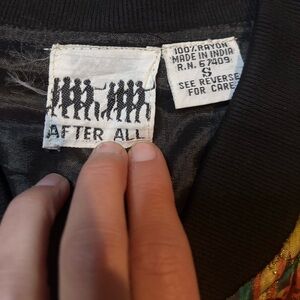 AFTER ALL
100% RAYON
MADE IN INDIA
R.N. 67409
S
SEE REVERSE
FOR CARE